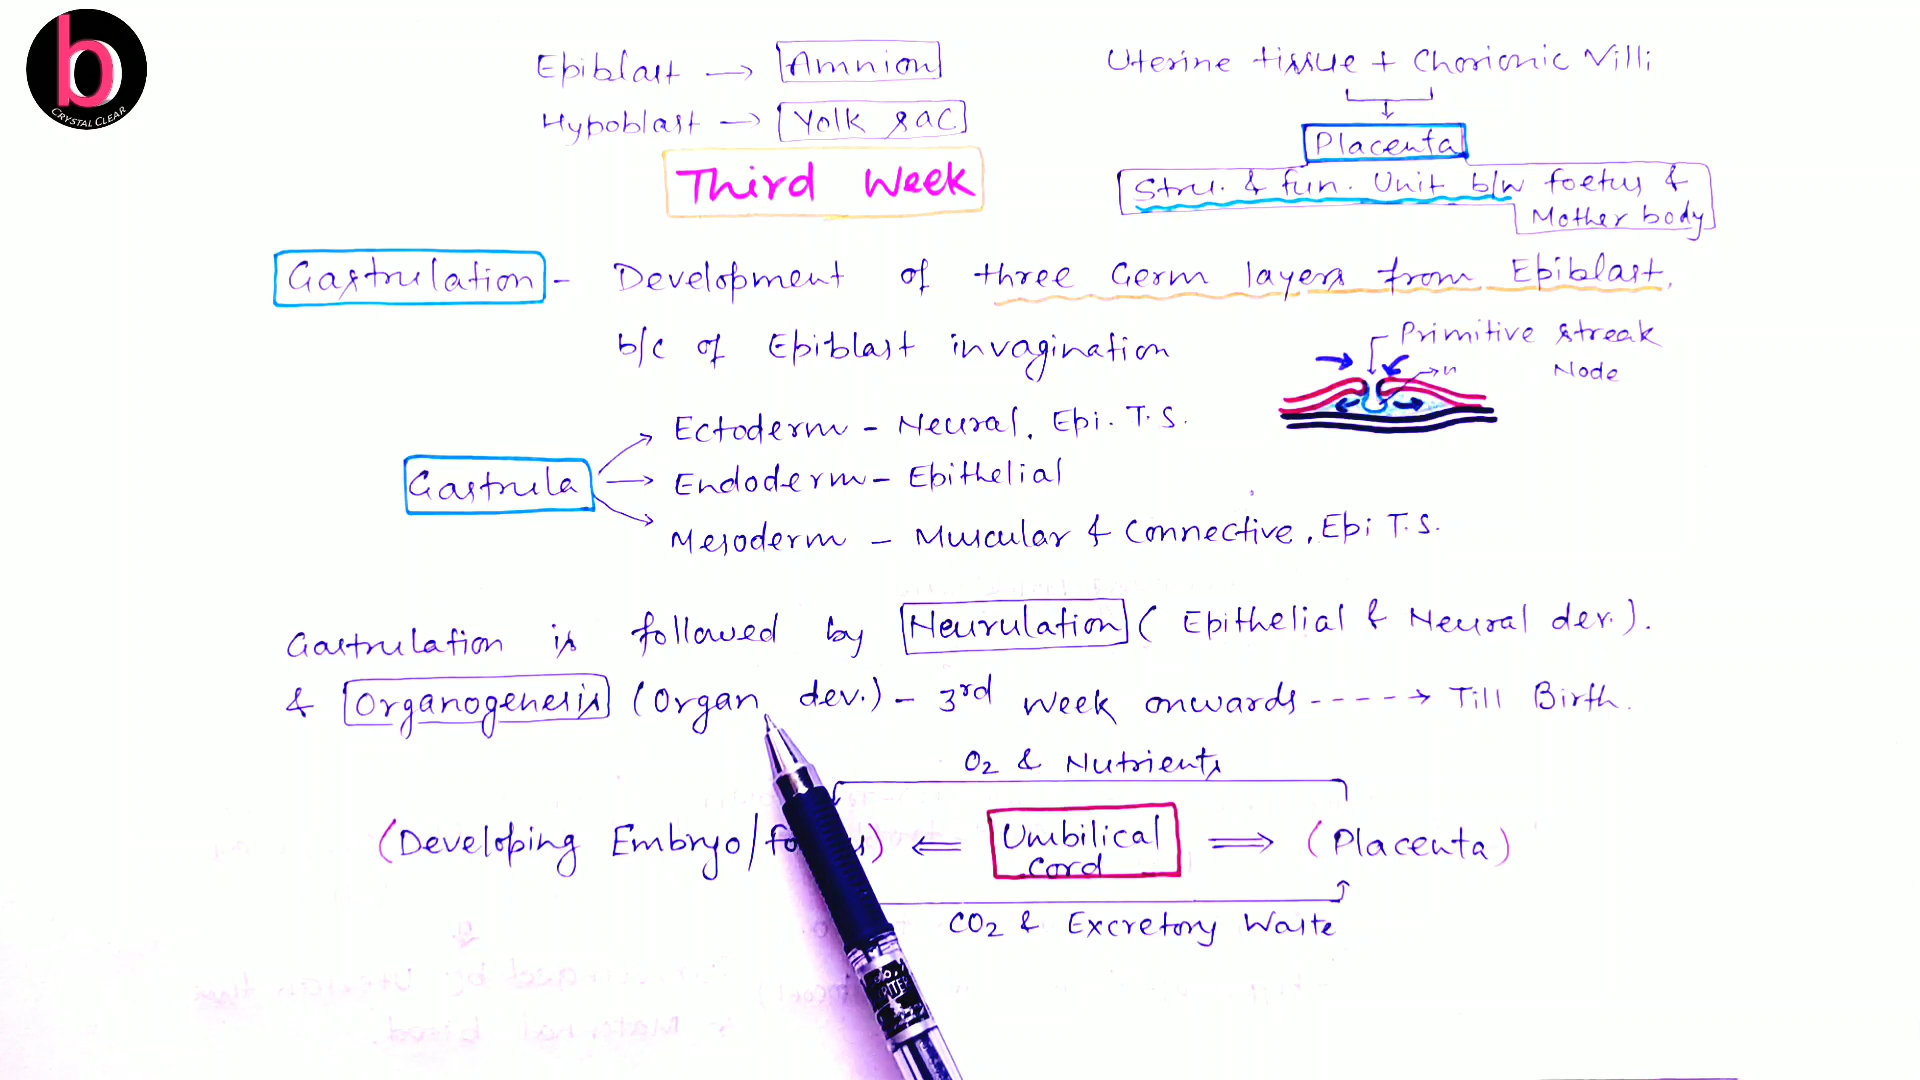 b
CRYSTAL CLEAR
Epiblast → Amnion
Hypoblast → Yolk sac
Uterine tissue + Chorionic Villi
Placenta
Stru. & fun. Unit b/w foetus &
Mother body
Third Week
Gastrulation - Development of three Germ layers from Epiblast,
b/c of Epiblast invagination
Primitive streak
" Node
Gastrula
→ Ectoderm - Neural, Epi. T.S.
→ Endoderm - Epithelial
→ Mesoderm - Muscular & Connective, Epi T.S.
Gastrulation is followed by Neurulation (Epithelial & Neural dev.).
& Organogenesis (Organ dev.) - 3rd Week onwards ----→ Till Birth.
O2 & Nutrients
(Developing Embryo/ ⇐ Umbilical Cord ⇒ (Placenta)
CO2 & Excretory Waste